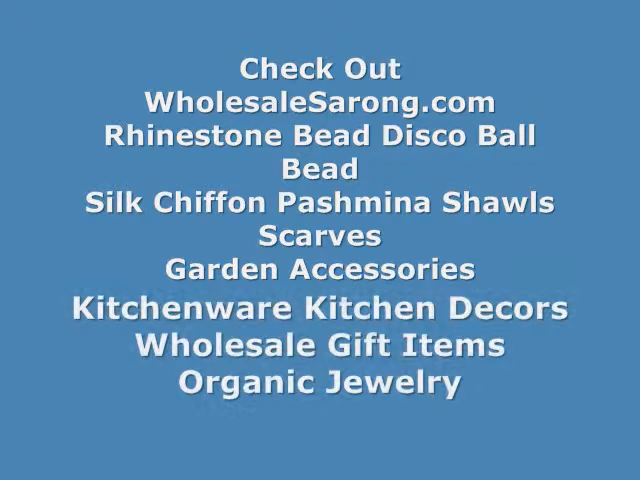 Check Out
WholesaleSarong.com
Rhinestone Bead Disco Ball
Bead
Silk Chiffon Pashmina Shawls
Scarves
Garden Accessories
Kitchenware Kitchen Decors
Wholesale Gift Items
Organic Jewelry